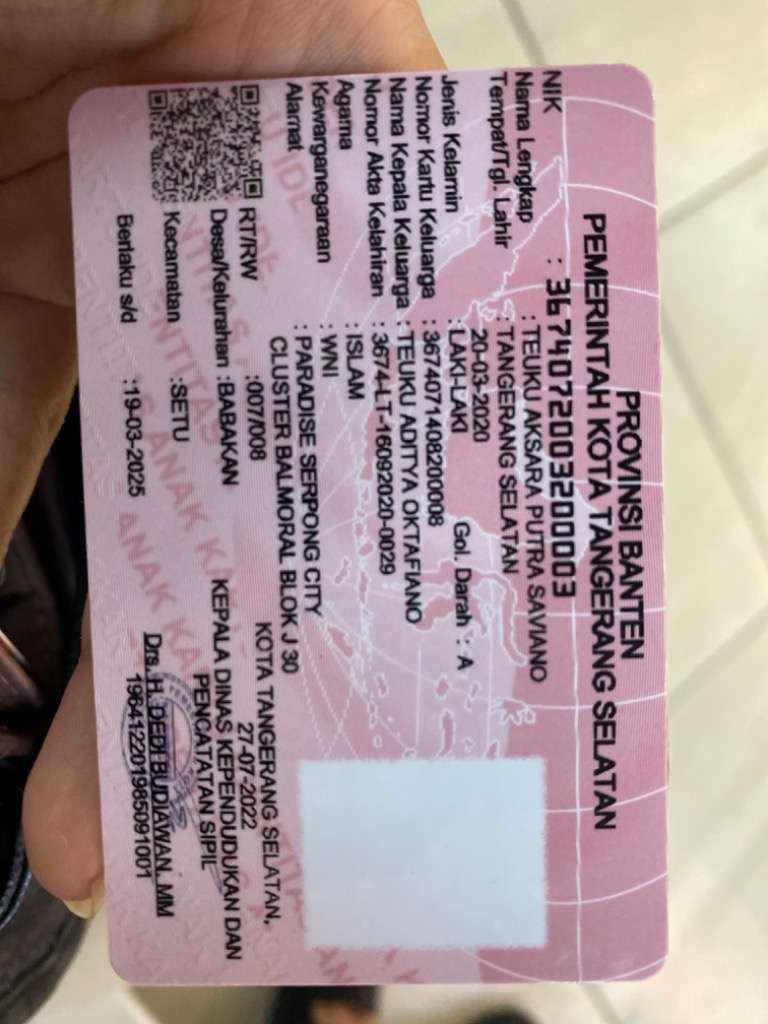 PROVINSI BANTEN
PEMERINTAH KOTA TANGERANG SELATAN
NIK : 3674072003200003
Nama Lengkap : TEUKU AKSARA PUTRA SAVIANO
Tempat/Tgl. Lahir : TANGERANG SELATAN
20-03-2020
Jenis Kelamin : LAKI-LAKI Gol. Darah : A
Nomor Kartu Keluarga : 3674071408200008
Nama Kepala Keluarga : TEUKU ADITYA OKTAFIANO
Nomor Akta Kelahiran : 3674-LT-16092020-0029
Agama : ISLAM
Kewarganegaraan : WNI
Alamat : PARADISE SERPONG CITY
CLUSTER BALMORAL BLOK J 30
RT/RW : 007/008
Desa/Kelurahan : BABAKAN
Kecamatan : SETU
Berlaku s/d : 19-03-2025
KOTA TANGERANG SELATAN,
27-07-2022
KEPALA DINAS KEPENDUDUKAN DAN
PENCATATAN SIPIL
Drs. H. DEDI BUDIAWAN, MM
196412201985091001